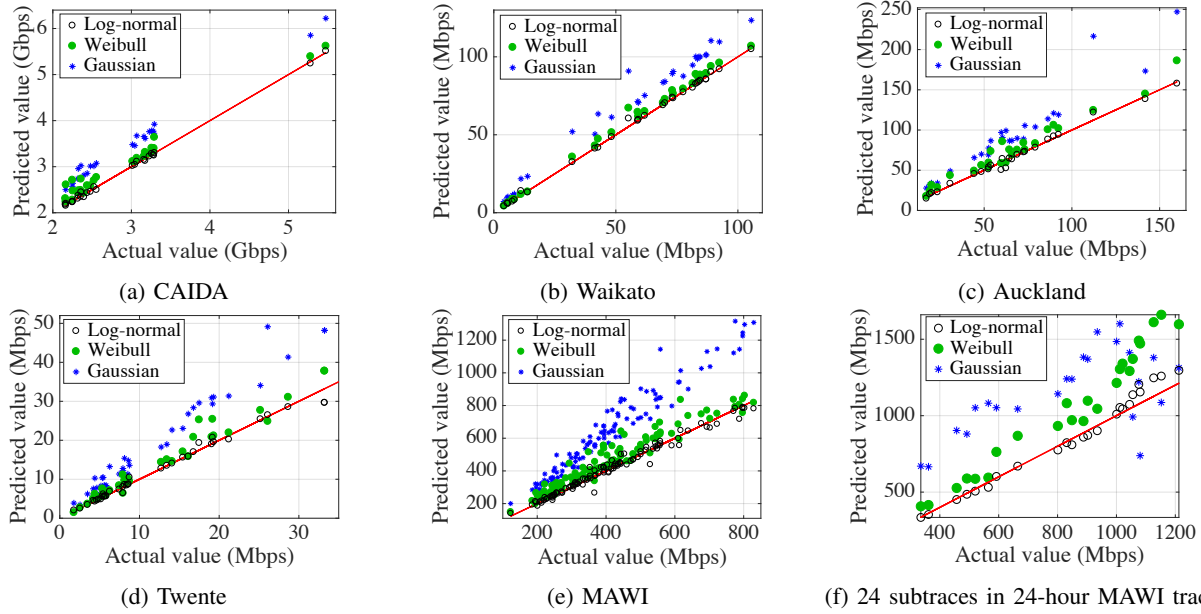 Predicted value (Gbps)
6
5
4
3
2
Log-normal
Weibull
Gaussian
2
3
4
5
Actual value (Gbps)
(a) CAIDA
Predicted value (Mbps)
100
50
0
Log-normal
Weibull
Gaussian
0
50
100
Actual value (Mbps)
(b) Waikato
Predicted value (Mbps)
250
200
150
100
50
0
Log-normal
Weibull
Gaussian
50
100
150
Actual value (Mbps)
(c) Auckland
Predicted value (Mbps)
50
40
30
20
10
0
Log-normal
Weibull
Gaussian
0
10
20
30
Actual value (Mbps)
(d) Twente
Predicted value (Mbps)
1200
1000
800
600
400
200
Log-normal
Weibull
Gaussian
200
400
600
800
Actual value (Mbps)
(e) MAWI
Predicted value (Mbps)
1500
1000
500
Log-normal
Weibull
Gaussian
400
600
800
1000
1200
Actual value (Mbps)
(f) 24 subtraces in 24-hour MAWI trac